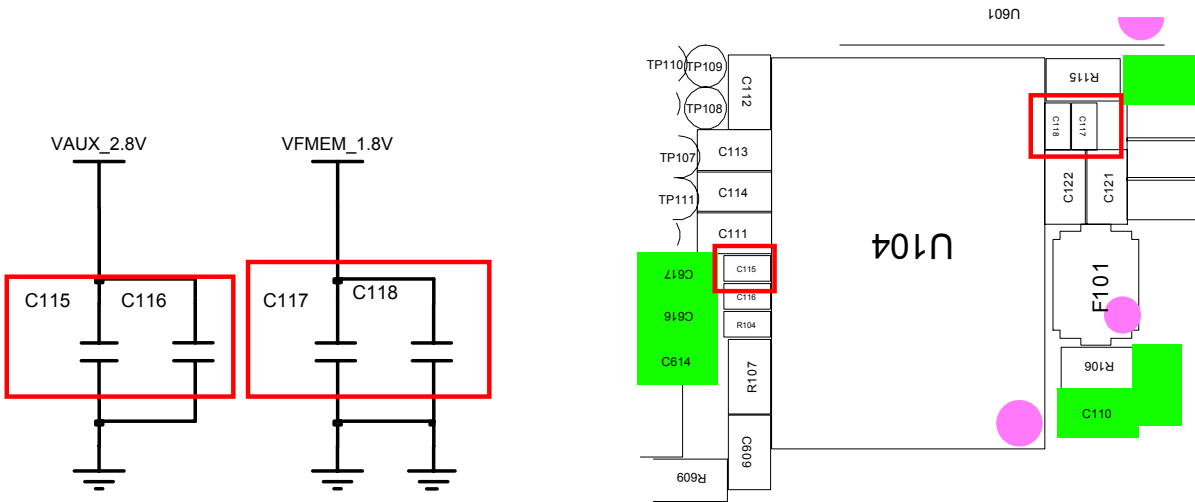 VAUX_2.8V
VFMEM_1.8V
C115
C116
C117
C118
U601
TP110
TP109
C112
R115
TP108
C118
C117
TP107
C113
TP111
C114
C122
C121
C111
U104
C617
C115
C116
F101
C616
R104
C614
R107
R106
C110
C609
R609